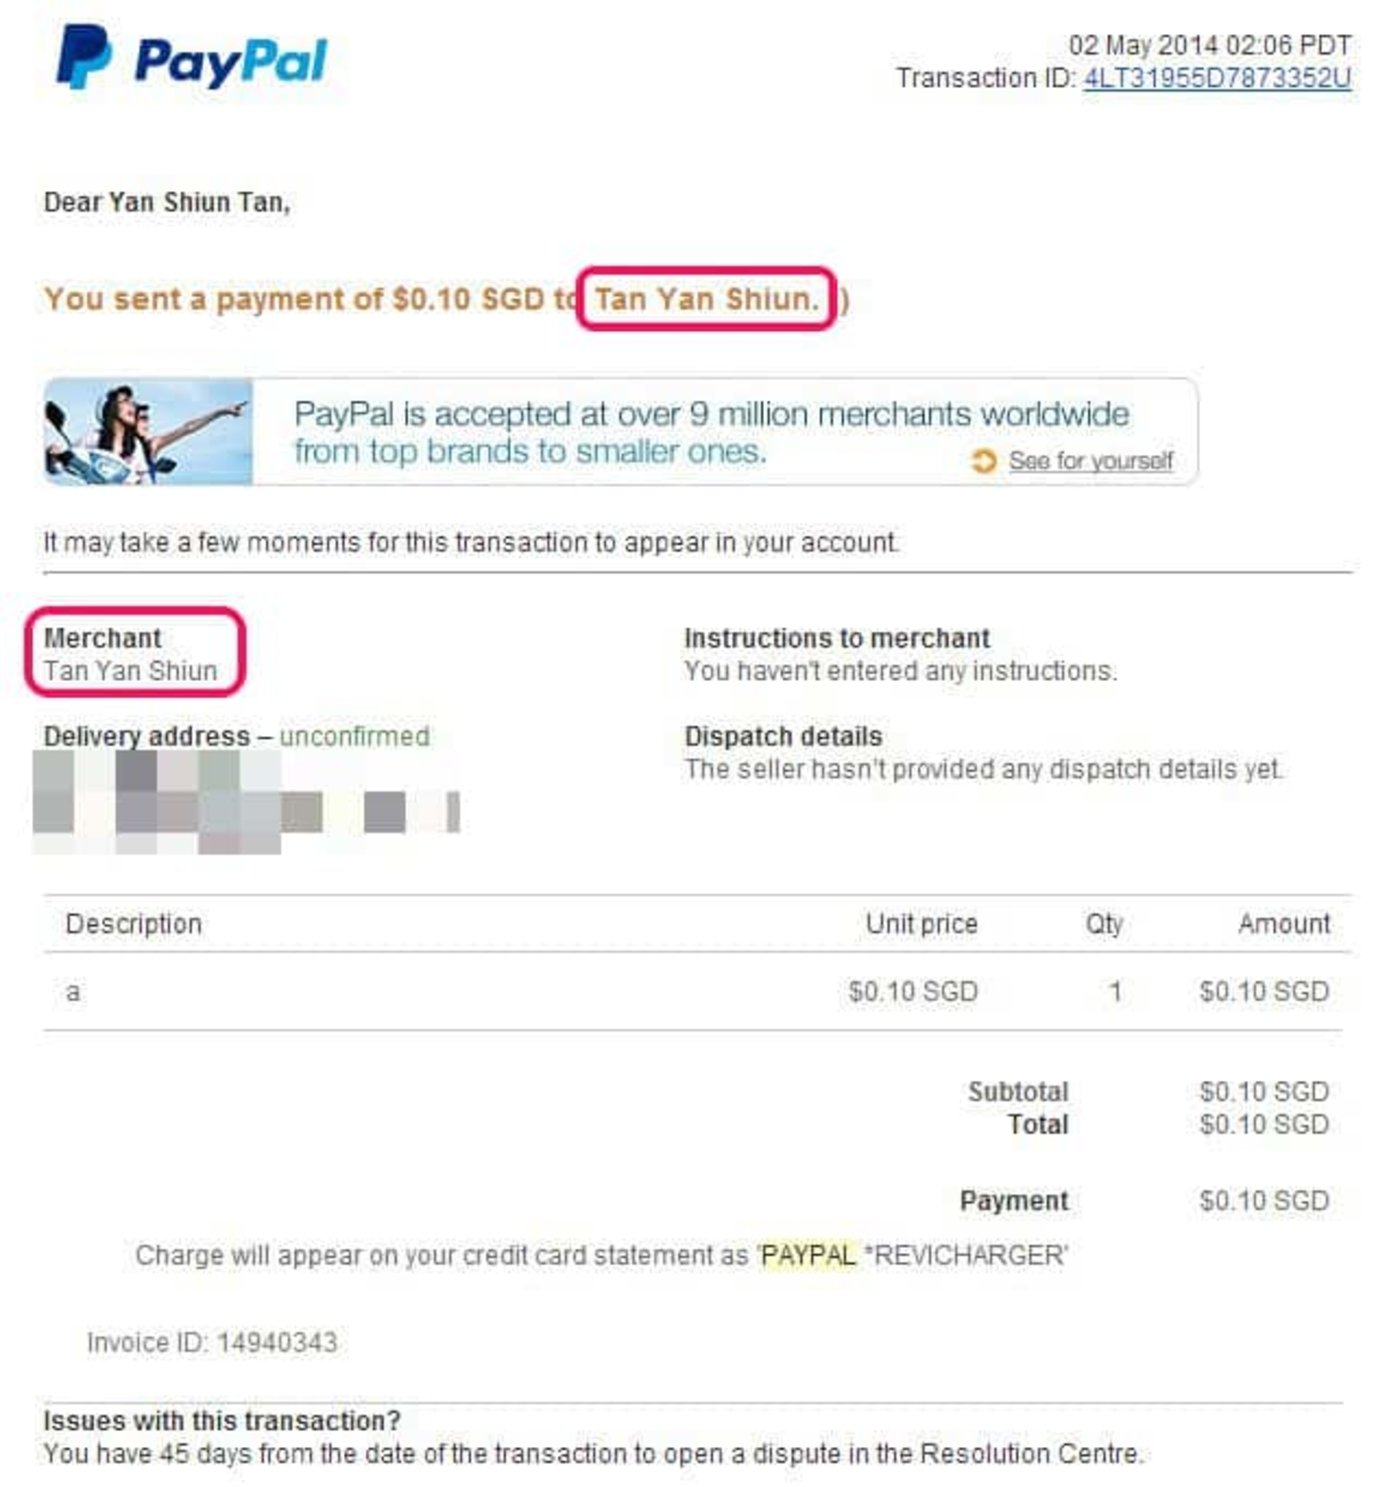 PayPal
02 May 2014 02:06 PDT
Transaction ID: 4LT31955D7873352U
Dear Yan Shiun Tan,
You sent a payment of $0.10 SGD to Tan Yan Shiun. )
PayPal is accepted at over 9 million merchants worldwide
from top brands to smaller ones.
See for yourself
It may take a few moments for this transaction to appear in your account.
Merchant
Tan Yan Shiun
Instructions to merchant
You haven't entered any instructions.
Delivery address – unconfirmed
Dispatch details
The seller hasn't provided any dispatch details yet.
Description Unit price Qty Amount
a $0.10 SGD 1 $0.10 SGD
Subtotal $0.10 SGD
Total $0.10 SGD
Payment $0.10 SGD
Charge will appear on your credit card statement as 'PAYPAL *REVICHARGER'
Invoice ID: 14940343
Issues with this transaction?
You have 45 days from the date of the transaction to open a dispute in the Resolution Centre.